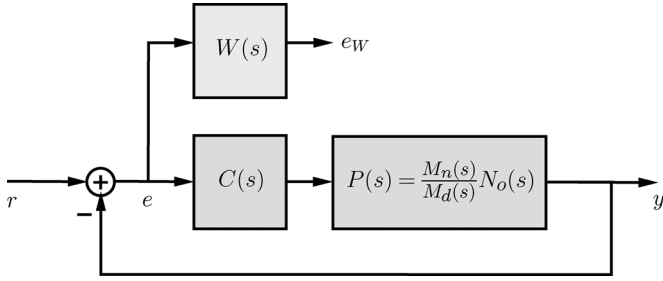 W(s)
e_W
C(s)
P(s) = \frac{M_n(s)}{M_d(s)} N_o(s)
+
r
−
e
y